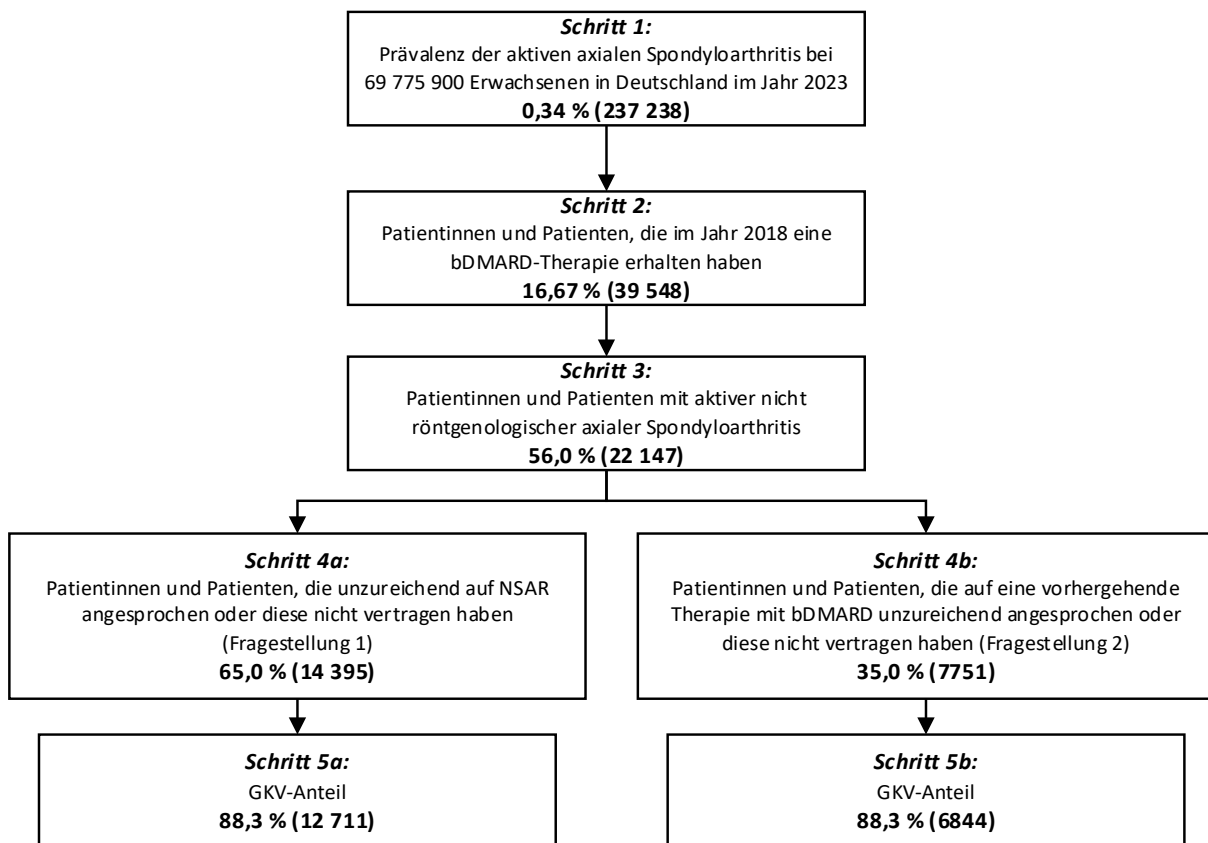 Schritt 1:
Prävalenz der aktiven axialen Spondyloarthritis bei
69 775 900 Erwachsenen in Deutschland im Jahr 2023
0,34 % (237 238)
Schritt 2:
Patientinnen und Patienten, die im Jahr 2018 eine
bDMARD-Therapie erhalten haben
16,67 % (39 548)
Schritt 3:
Patientinnen und Patienten mit aktiver nicht
röntgenologischer axialer Spondyloarthritis
56,0 % (22 147)
Schritt 4a:
Patientinnen und Patienten, die unzureichend auf NSAR
angesprochen oder diese nicht vertragen haben
(Fragestellung 1)
65,0 % (14 395)
Schritt 4b:
Patientinnen und Patienten, die auf eine vorhergehende
Therapie mit bDMARD unzureichend angesprochen oder
diese nicht vertragen haben (Fragestellung 2)
35,0 % (7751)
Schritt 5a:
GKV-Anteil
88,3 % (12 711)
Schritt 5b:
GKV-Anteil
88,3 % (6844)